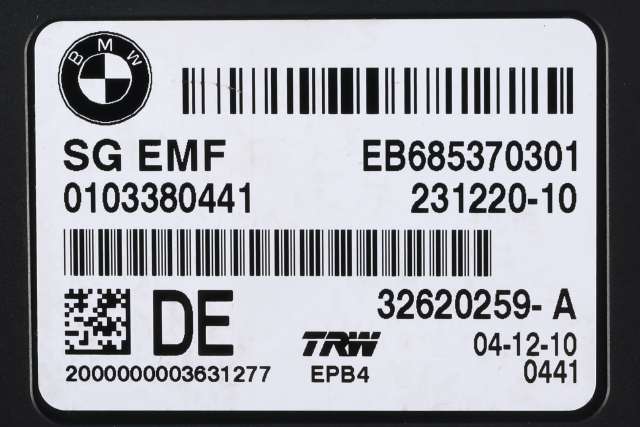 BMW
SG EMF EB685370301
0103380441 231220-10
DE 32620259- A
TRW 04-12-10
2000000003631277 EPB4 0441